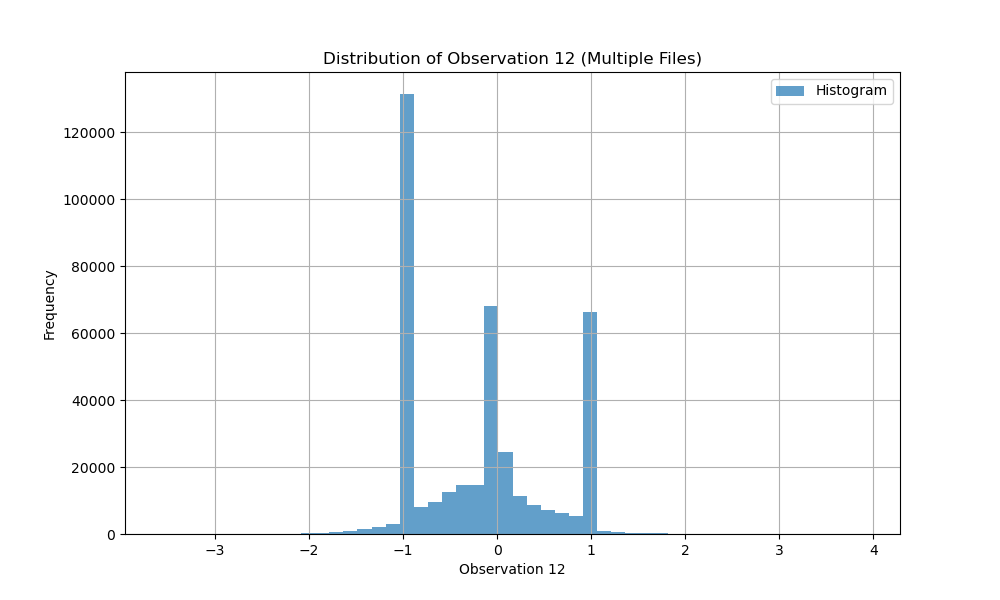 Distribution of Observation 12 (Multiple Files)
Histogram
120000
100000
80000
60000
40000
20000
0
Frequency
−3 −2 −1 0 1 2 3 4
Observation 12